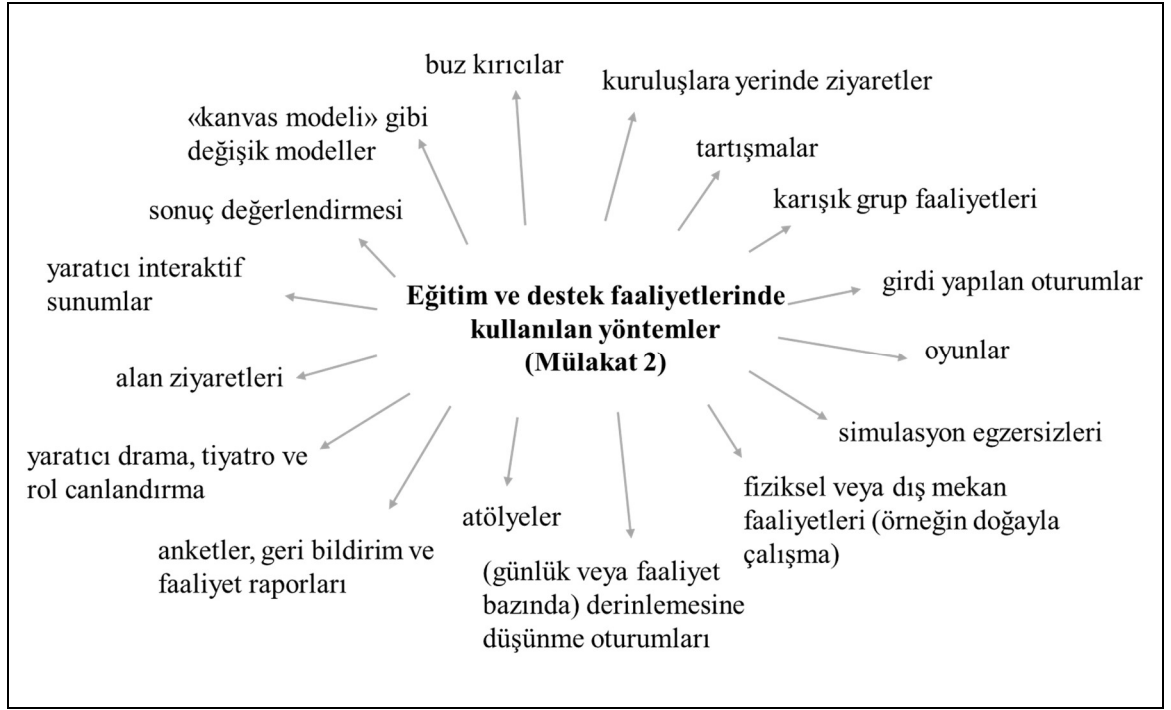 buz kırıcılar
kuruluşlara yerinde ziyaretler
«kanvas modeli» gibi
değişik modeller
tartışmalar
karışık grup faaliyetleri
sonuç değerlendirmesi
yaratıcı interaktif
sunumlar
girdi yapılan oturumlar
Eğitim ve destek faaliyetlerinde
kullanılan yöntemler
(Mülakat 2)
oyunlar
alan ziyaretleri
simulasyon egzersizleri
yaratıcı drama, tiyatro ve
rol canlandırma
fiziksel veya dış mekan
faaliyetleri (örneğin doğayla
çalışma)
atölyeler
anketler, geri bildirim ve
faaliyet raporları
(günlük veya faaliyet
bazında) derinlemesine
düşünme oturumları